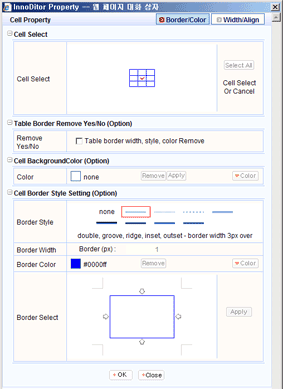 InnoDitor Property -- 웹 페이지 대화 상자
Cell Property
Border/Color
Width/Align
Cell Select
Cell Select
Select All
Cell Select
Or Cancel
Table Border Remove Yes/No (Option)
Remove
Yes/No
Table border width, style, color Remove
Cell BackgroundColor (Option)
Color
none
Remove
Apply
Color
Cell Border Style Setting (Option)
Border Style
none
double, groove, ridge, inset, outset - border width 3px over
Border Width
Border (px) :
1
Border Color
#0000ff
Remove
Color
Border Select
Apply
OK
Close